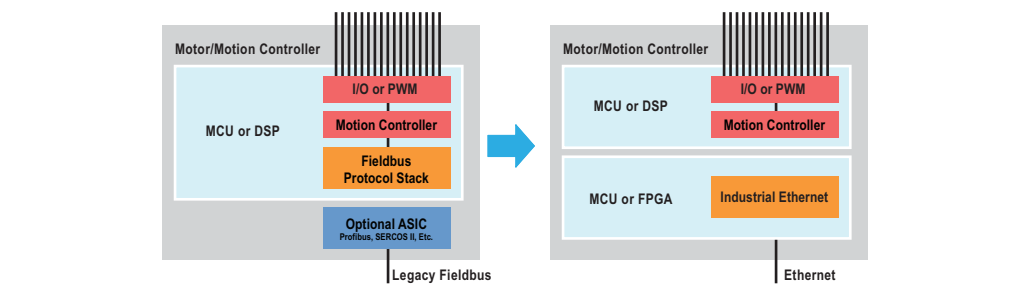 Motor/Motion Controller
I/O or PWM
MCU or DSP
Motion Controller
Fieldbus
Protocol Stack
Optional ASIC
Profibus, SERCOS II, Etc.
Legacy Fieldbus
Motor/Motion Controller
I/O or PWM
MCU or DSP
Motion Controller
MCU or FPGA
Industrial Ethernet
Ethernet